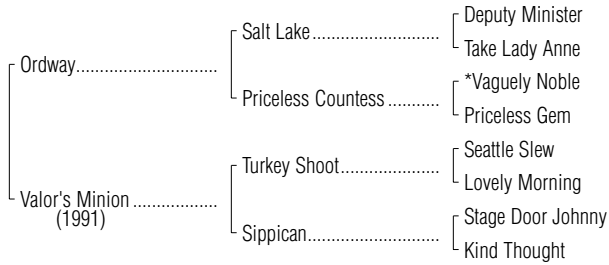 Deputy Minister
Salt Lake
Take Lady Anne
Ordway
*Vaguely Noble
Priceless Countess
Priceless Gem
Seattle Slew
Turkey Shoot
Lovely Morning
Valor's Minion
(1991)
Stage Door Johnny
Sippican
Kind Thought